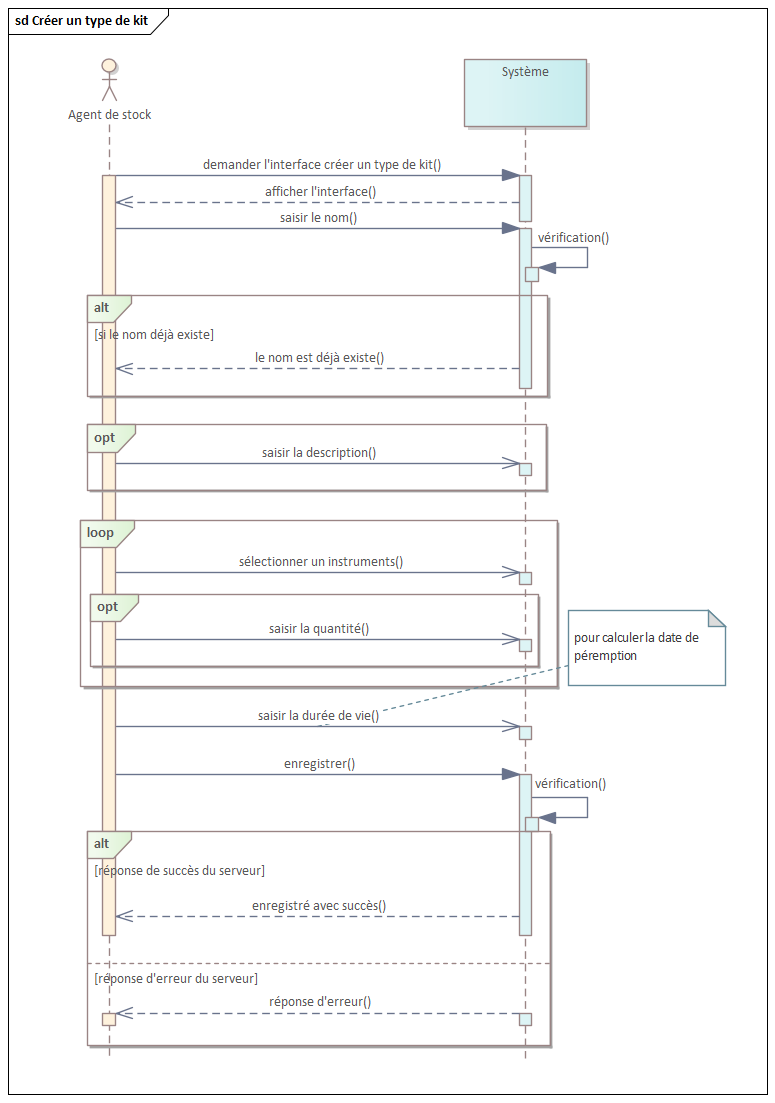 sd Créer un type de kit
Agent de stock
Système
demander l'interface créer un type de kit()
afficher l'interface()
saisir le nom()
vérification()
alt
[si le nom déjà existe]
le nom est déjà existe()
opt
saisir la description()
loop
sélectionner un instruments()
opt
saisir la quantité()
pour calculer la date de
péremption
saisir la durée de vie()
enregistrer()
vérification()
alt
[réponse de succès du serveur]
enregistré avec succès()
[réponse d'erreur du serveur]
réponse d'erreur()